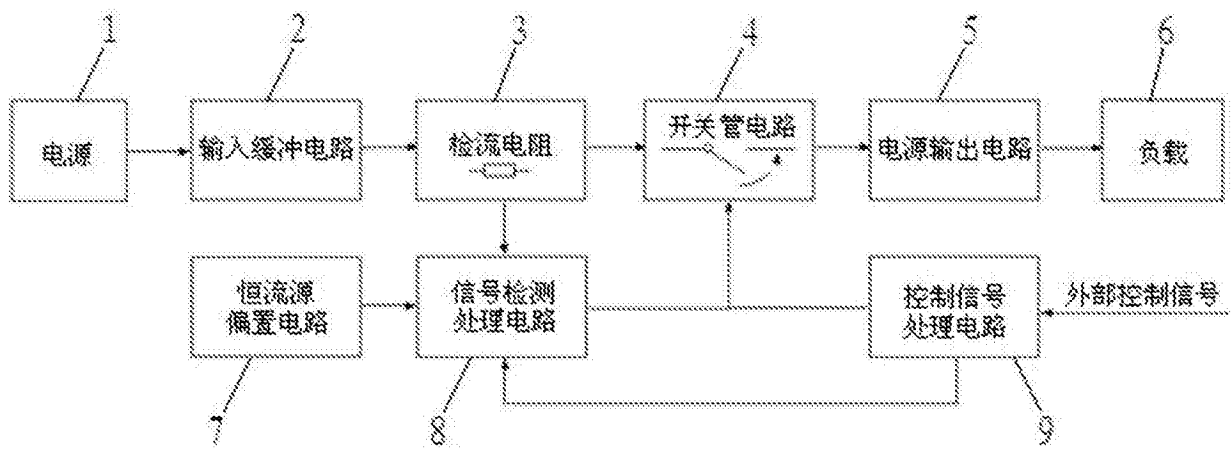 1
2
3
4
5
6
电源
输入缓冲电路
检流电阻
开关管电路
电源输出电路
负载
恒流源
偏置电路
信号检测
处理电路
控制信号
处理电路
外部控制信号
7
8
9